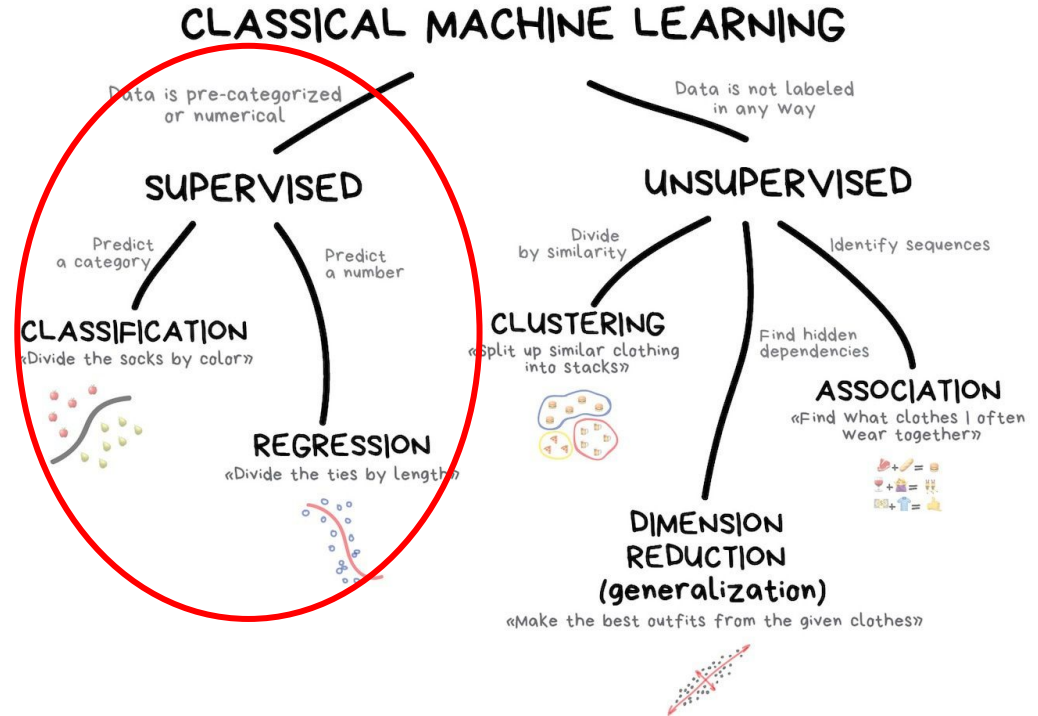 CLASSICAL MACHINE LEARNING
Data is pre-categorized
or numerical
SUPERVISED
Predict
a category
Predict
a number
CLASSIFICATION
«Divide the socks by color»
REGRESSION
«Divide the ties by length»
Data is not labeled
in any way
UNSUPERVISED
Divide
by similarity
Identify sequences
CLUSTERING
«Split up similar clothing
into stacks»
Find hidden
dependencies
ASSOCIATION
«Find what clothes I often
wear together»
+ =
+ =
+ =
DIMENSION
REDUCTION
(generalization)
«Make the best outfits from the given clothes»